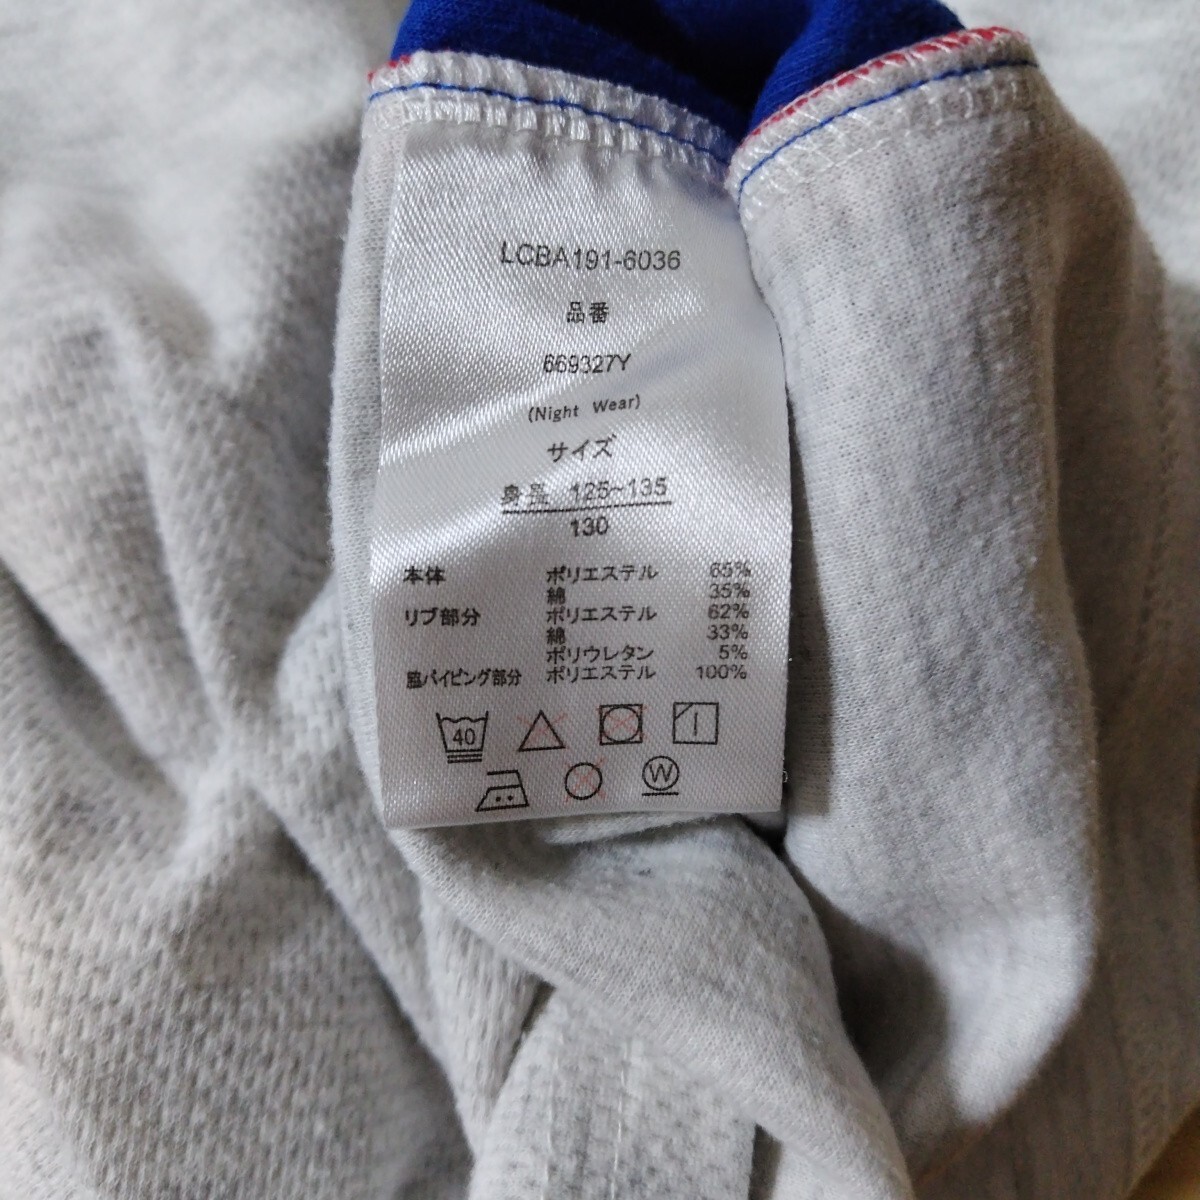 LCBA191-6036
品番
669327Y
(Night Wear)
サイズ
身長 125~135
130
本体 ポリエステル 65%
綿 35%
リブ部分 ポリエステル 62%
綿 33%
ポリウレタン 5%
脇パイピング部分 ポリエステル 100%
40
W